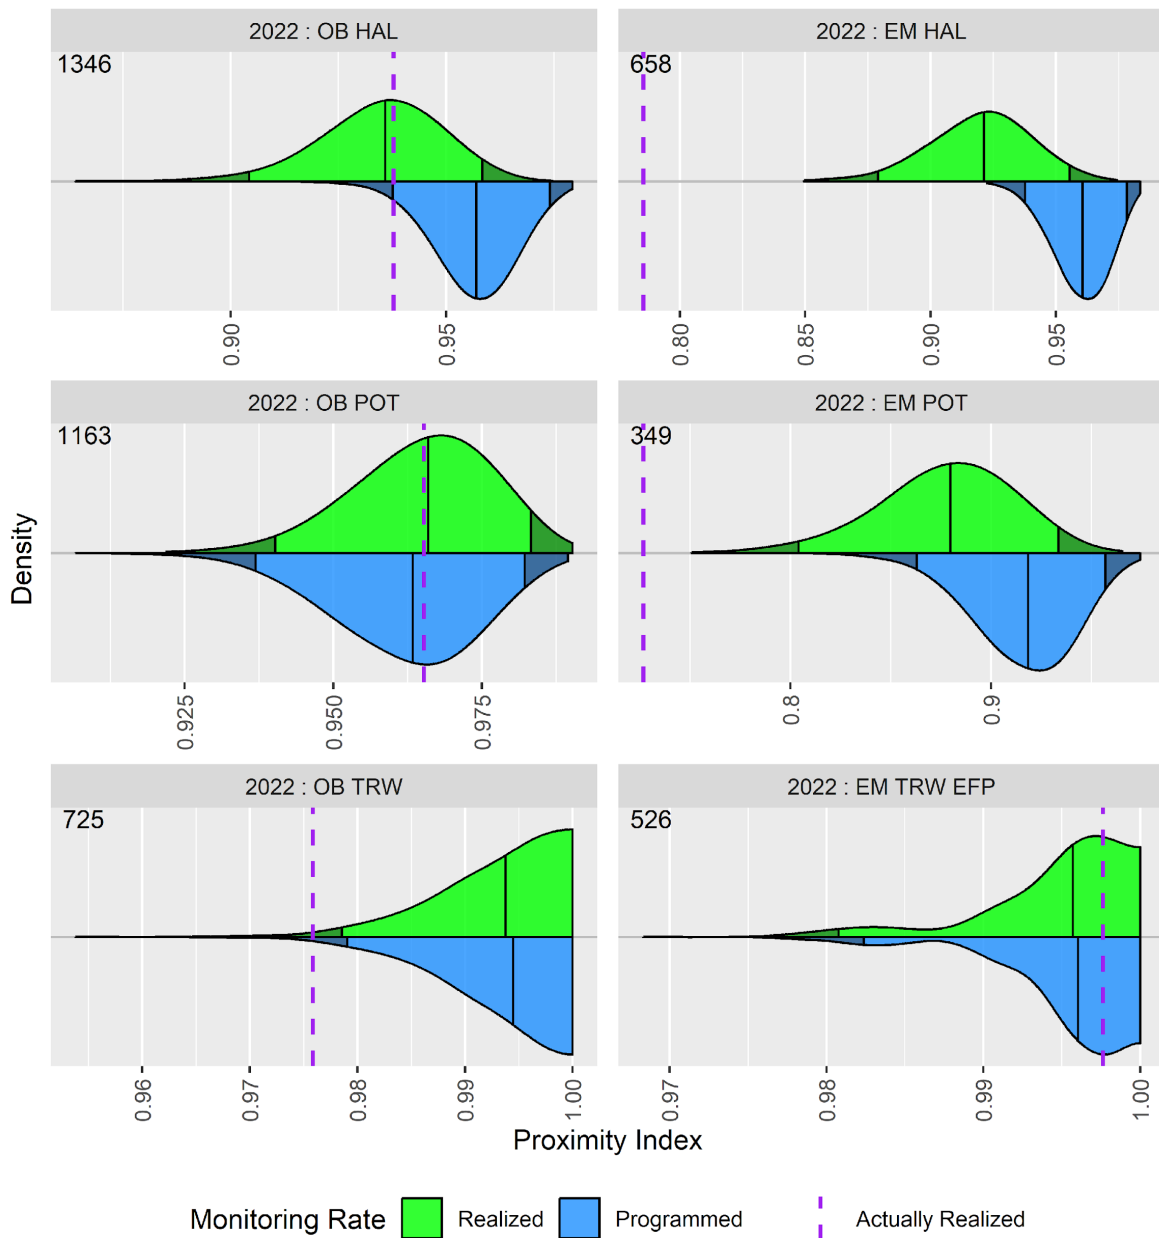 2022 : OB HAL
2022 : EM HAL
1346
658
0.90
0.95
0.80
0.85
0.90
0.95
2022 : OB POT
2022 : EM POT
1163
349
Density
0.925
0.950
0.975
0.8
0.9
2022 : OB TRW
2022 : EM TRW EFP
725
526
0.96
0.97
0.98
0.99
1.00
0.97
0.98
0.99
1.00
Proximity Index
Monitoring Rate Realized Programmed Actually Realized